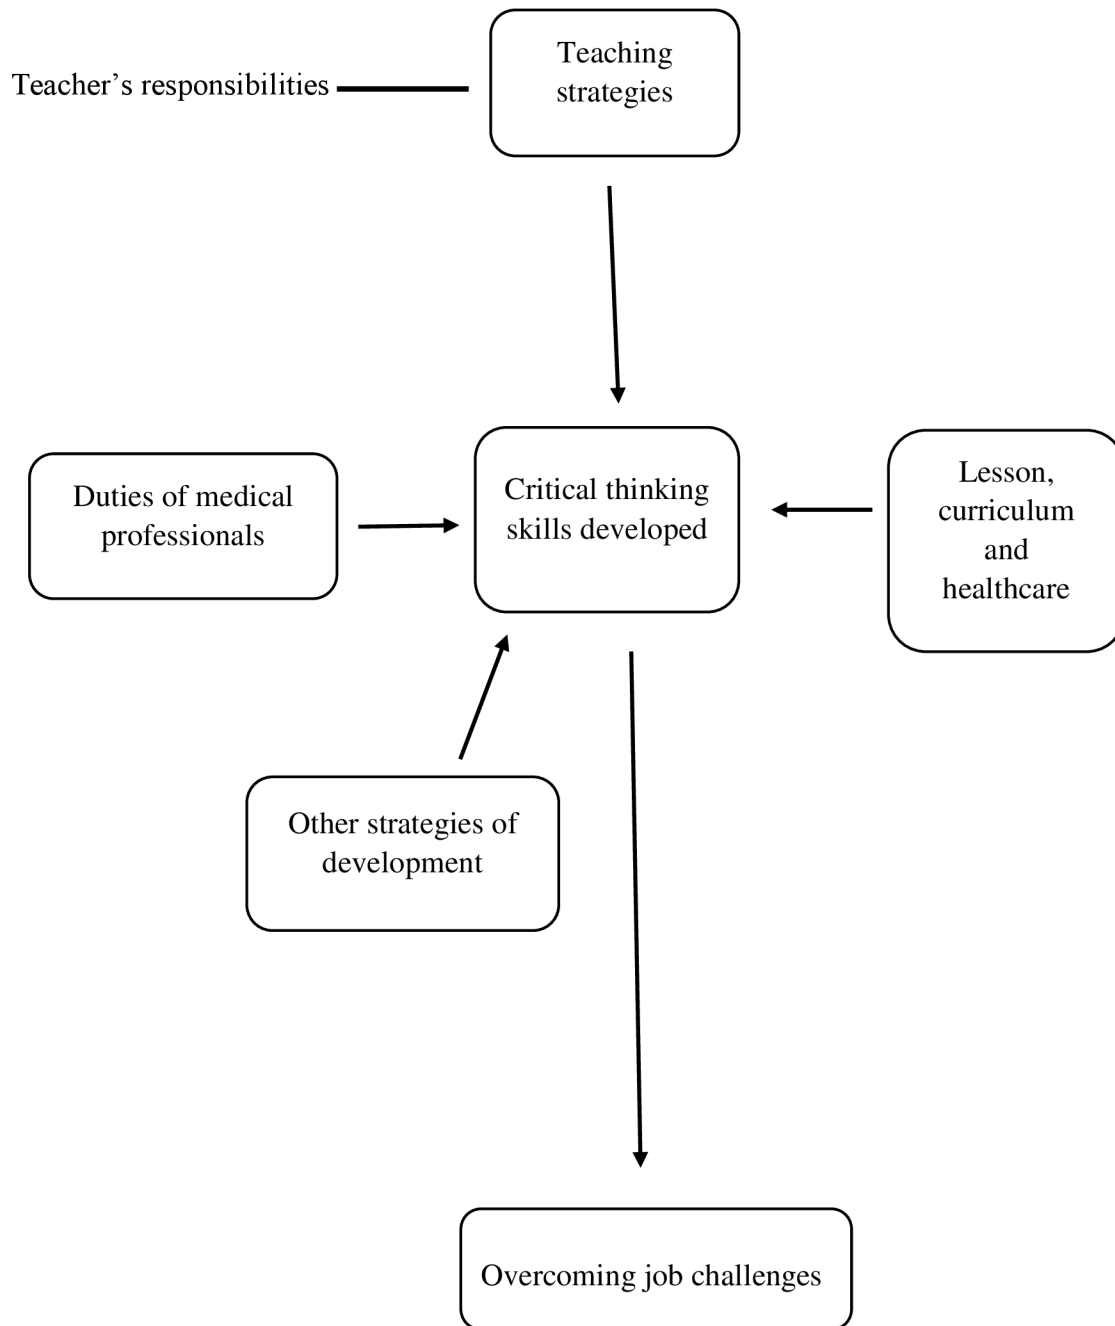 Teaching
strategies
Teacher’s responsibilities
Critical thinking
skills developed
Duties of medical
professionals
Lesson,
curriculum
and
healthcare
Other strategies of
development
Overcoming job challenges